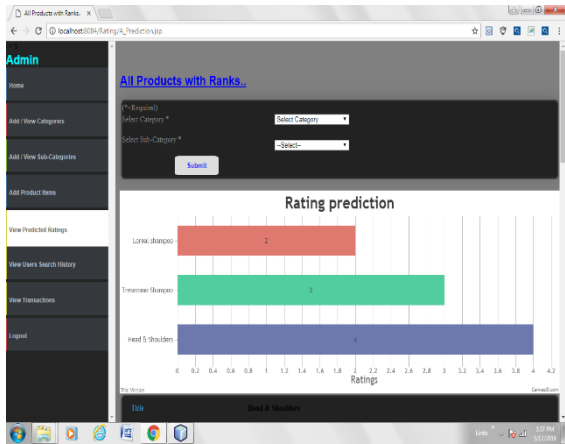 All Products with Ranks.
localhost:8084/Rating/A_Prediction.jsp
Admin
Home
Add / View Categories
Add / View Sub-Categories
Add Product Items
View Predicted Ratings
View Users Search History
View Transactions
Logout
All Products with Ranks..
(*=Required)
Select Category *
Select Category
Select Sub-Category *
--Select--
Submit
Rating prediction
Loreal shampoo
2
Tresemme Shampoo
3
Head & Shoulders
4
0 0.2 0.4 0.6 0.8 1 1.2 1.4 1.6 1.8 2 2.2 2.4 2.6 2.8 3 3.2 3.4 3.6 3.8 4 4.2
Ratings
Trial Version
CanvasJS.com
Title
Head & Shoulders
Links
3:27 PM